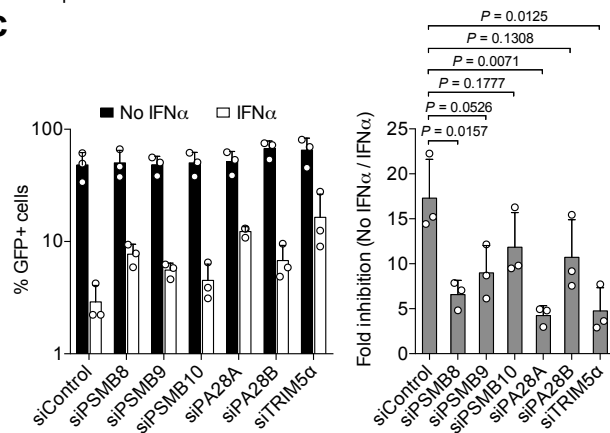 c
No IFNα
IFNα
% GFP+ cells
100
10
1
siControl
siPSMB8
siPSMB9
siPSMB10
siPA28A
siPA28B
siTRIM5α
P = 0.0125
P = 0.1308
P = 0.0071
P = 0.1777
P = 0.0526
P = 0.0157
Fold inhibition (No IFNα / IFNα)
25
20
15
10
5
0
siControl
siPSMB8
siPSMB9
siPSMB10
siPA28A
siPA28B
siTRIM5α